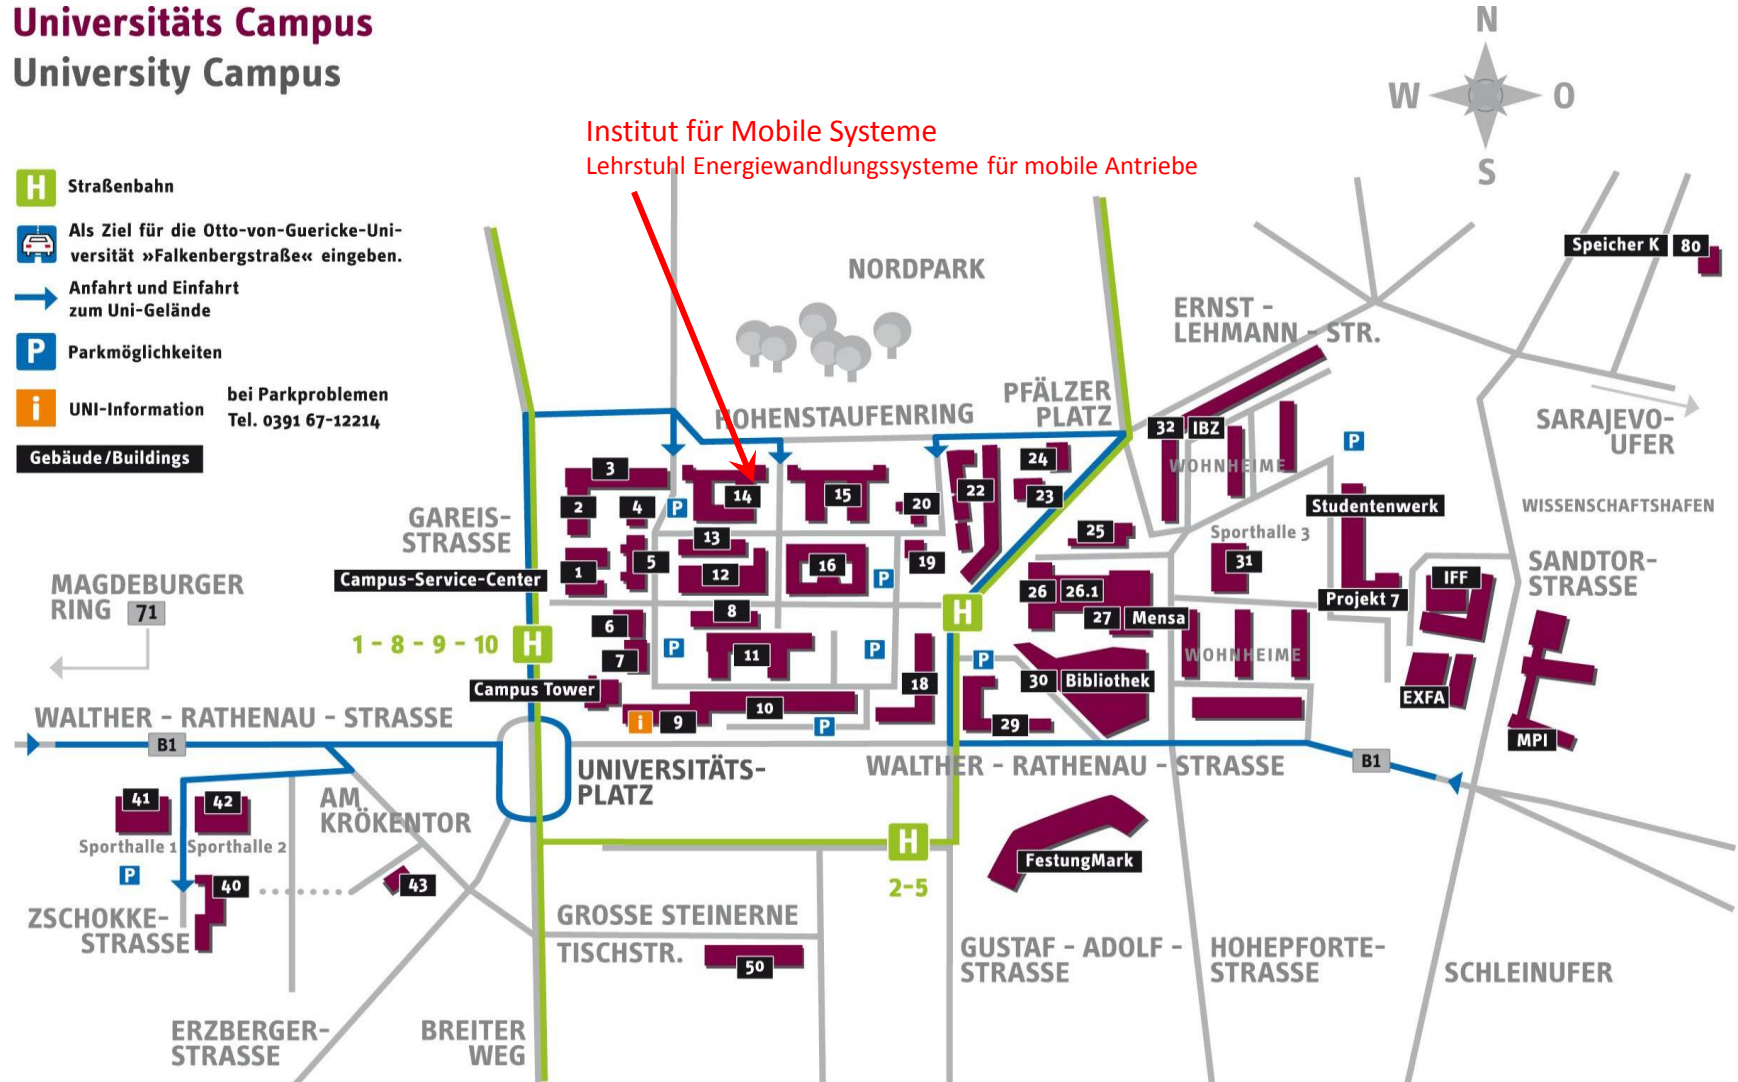 Universitäts Campus
University Campus
N
W
O
S
Institut für Mobile Systeme
Lehrstuhl Energiewandlungssysteme für mobile Antriebe
H
Straßenbahn
Als Ziel für die Otto-von-Guericke-Uni-
versität »Falkenbergstraße« eingeben.
Anfahrt und Einfahrt
zum Uni-Gelände
P
Parkmöglichkeiten
i
UNI-Information
bei Parkproblemen
Tel. 0391 67-12214
Gebäude/Buildings
NORDPARK
Speicher K
80
ERNST -
LEHMANN - STR.
PFÄLZER
PLATZ
HOHENSTAUFENRING
SARAJEVO-
UFER
32
IBZ
P
WOHNHEIME
3
14
15
22
24
23
2
4
P
20
Studentenwerk
WISSENSCHAFTSHAFEN
GAREIS-
STRASSE
13
25
Sporthalle 3
1
5
12
16
P
19
31
SANDTOR-
STRASSE
Campus-Service-Center
MAGDEBURGER
RING
71
IFF
26
26.1
Projekt 7
8
H
27
Mensa
6
1 - 8 - 9 - 10
H
7
P
11
P
P
WOHNHEIME
Campus Tower
18
30
Bibliothek
EXFA
i
9
10
P
29
WALTHER - RATHENAU - STRASSE
B1
MPI
UNIVERSITÄTS-
PLATZ
WALTHER - RATHENAU - STRASSE
B1
41
42
AM
KRÖKENTOR
Sporthalle 1
Sporthalle 2
H
FestungMark
P
40
43
2-5
ZSCHOKKE-
STRASSE
GROSSE STEINERNE
TISCHSTR.
50
GUSTAF - ADOLF -
STRASSE
HOHEPFORTE-
STRASSE
SCHLEINUFER
ERZBERGER-
STRASSE
BREITER
WEG